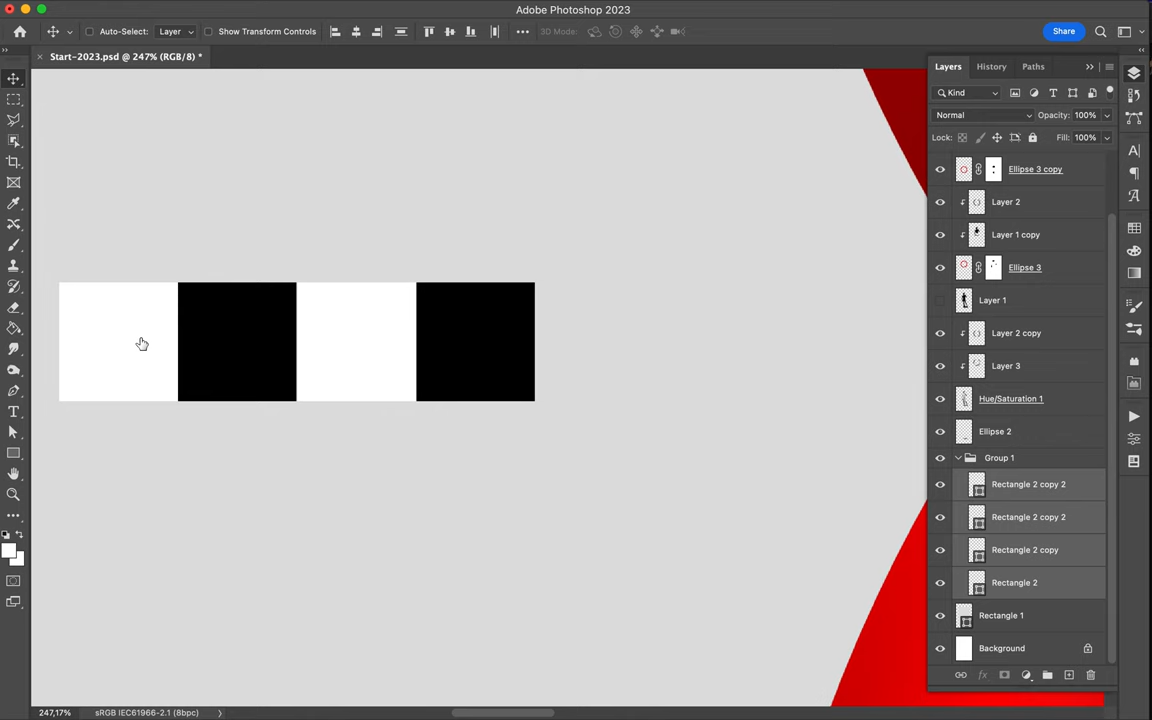 Adobe Photoshop 2023
Auto-Select: Layer Show Transform Controls 3D Mode: Share
× Start-2023.psd @ 247% (RGB/8) *
Layers History Paths
Kind
Normal Opacity: 100%
Lock: Fill: 100%
Ellipse 3 copy
Layer 2
Layer 1 copy
Ellipse 3
Layer 1
Layer 2 copy
Layer 3
Hue/Saturation 1
Ellipse 2
Group 1
Rectangle 2 copy 2
Rectangle 2 copy 2
Rectangle 2 copy
Rectangle 2
Rectangle 1
Background
fx
247,17% sRGB IEC61966-2.1 (8bpc)